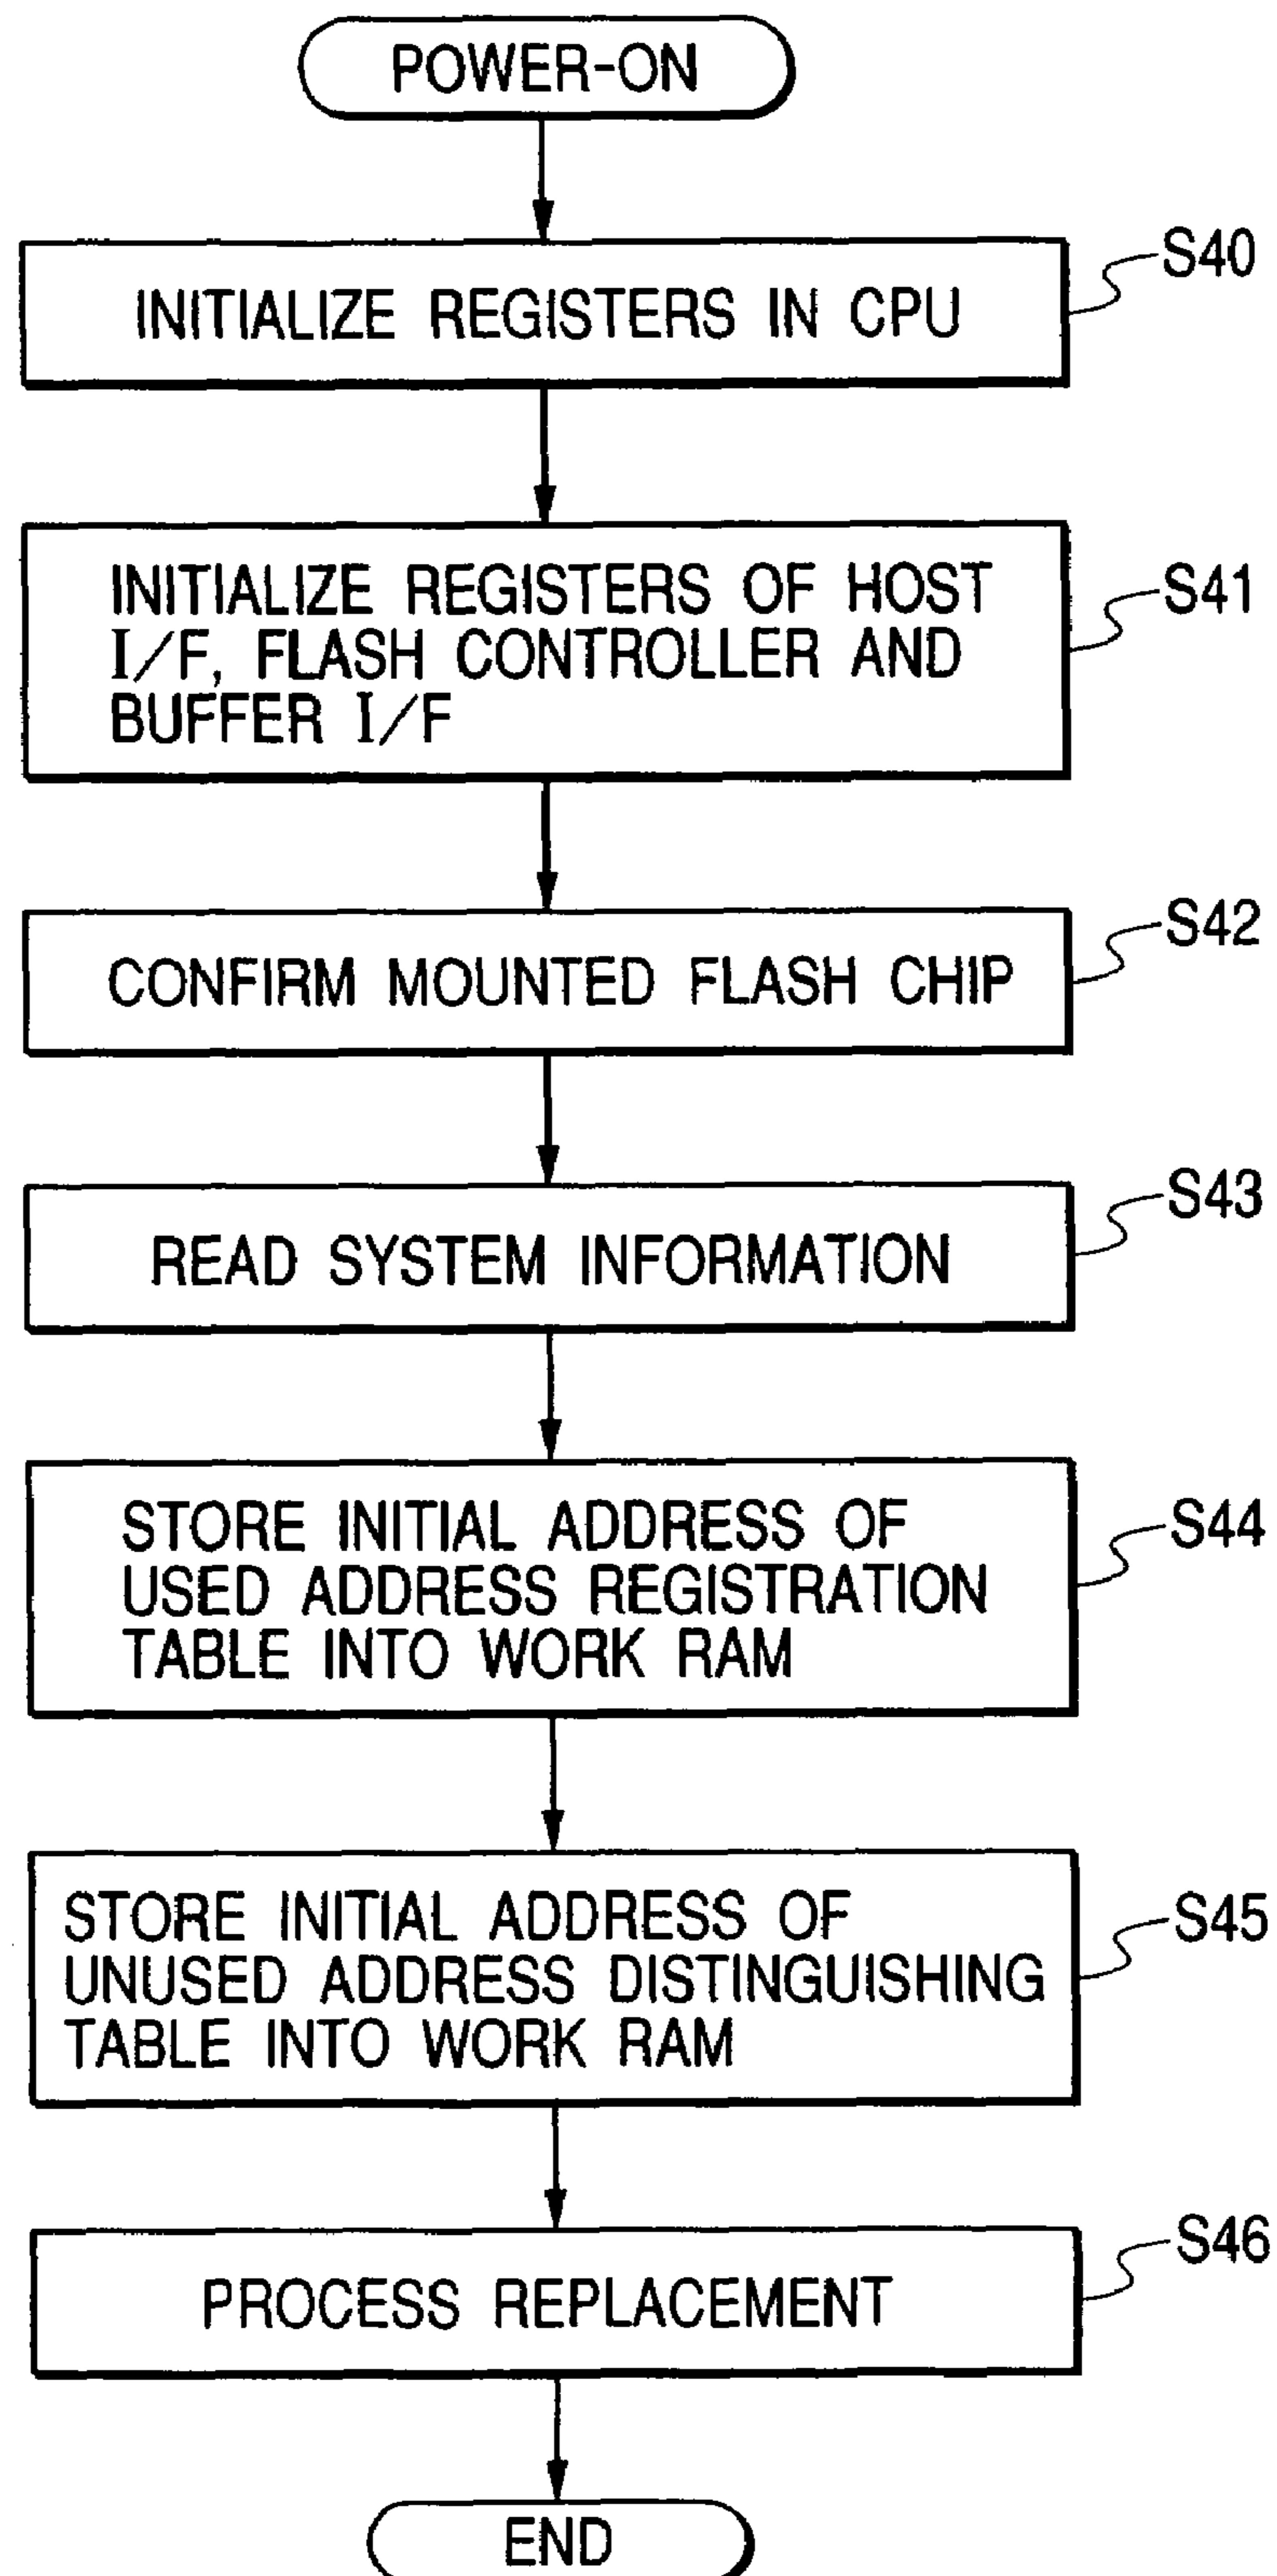 POWER-ON
INITIALIZE REGISTERS IN CPU
S40
INITIALIZE REGISTERS OF HOST
I/F, FLASH CONTROLLER AND
BUFFER I/F
S41
CONFIRM MOUNTED FLASH CHIP
S42
READ SYSTEM INFORMATION
S43
STORE INITIAL ADDRESS OF
USED ADDRESS REGISTRATION
TABLE INTO WORK RAM
S44
STORE INITIAL ADDRESS OF
UNUSED ADDRESS DISTINGUISHING
TABLE INTO WORK RAM
S45
PROCESS REPLACEMENT
S46
END